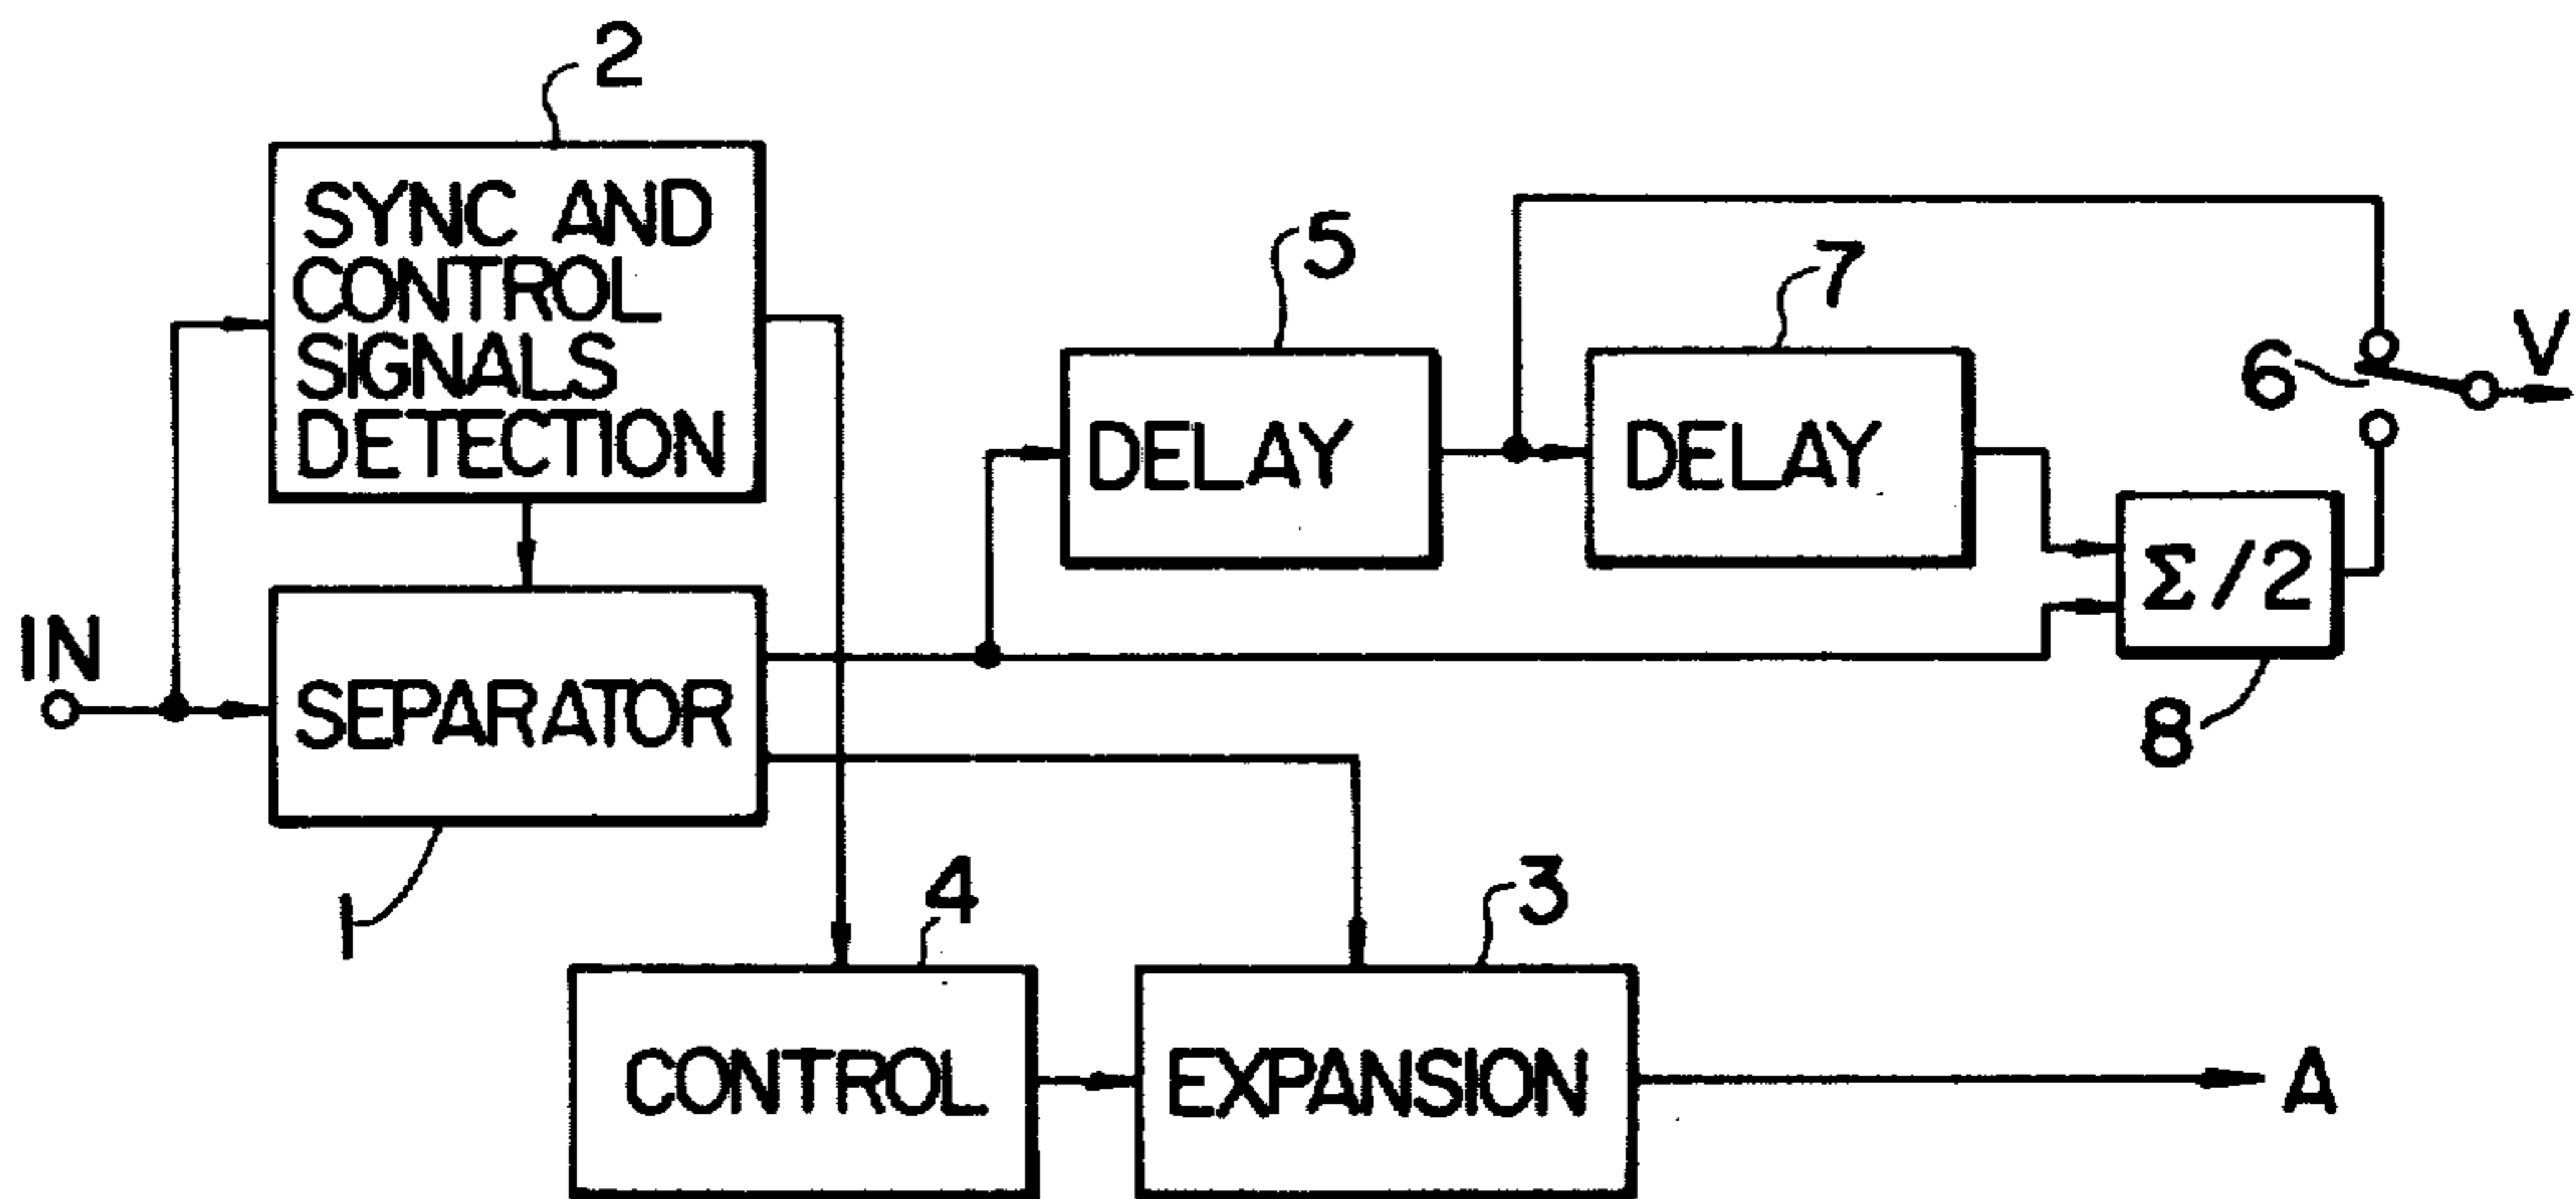 2
SYNC AND
CONTROL
SIGNALS
DETECTION
5
7
DELAY
DELAY
6
V
Σ/2
8
IN
SEPARATOR
1
4
3
CONTROL
EXPANSION
A